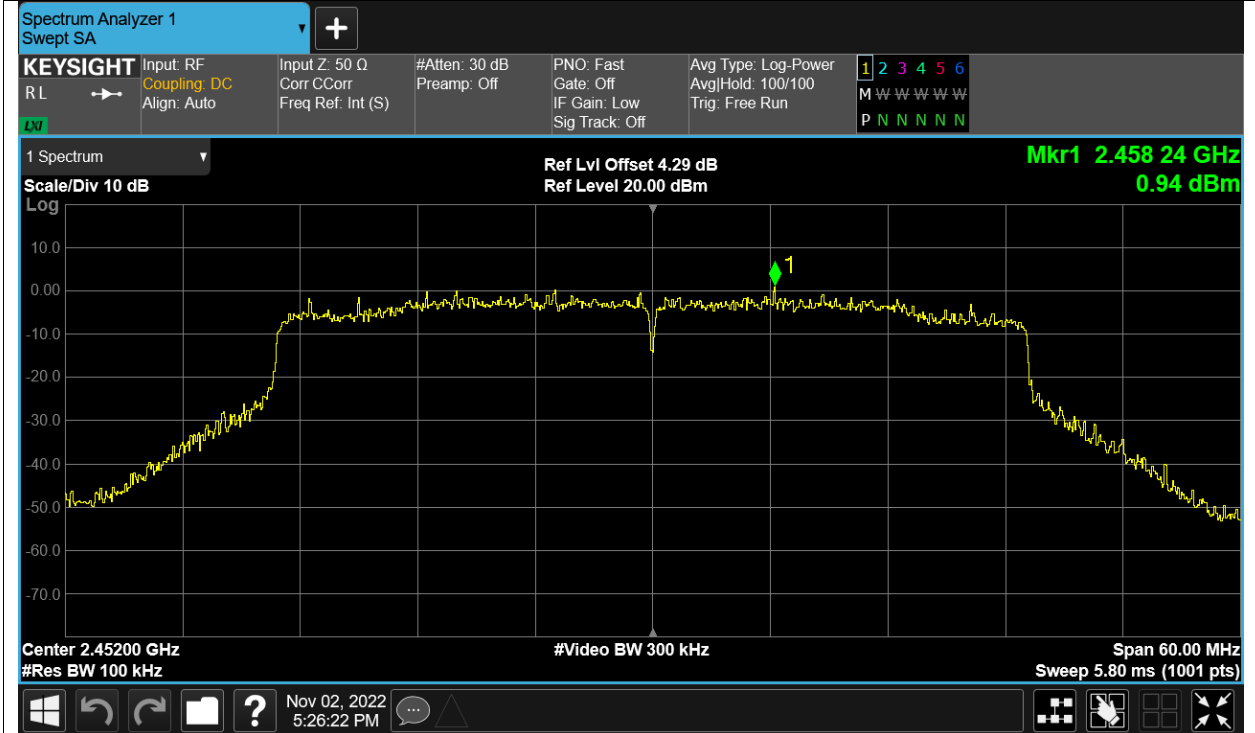 Spectrum Analyzer 1
Swept SA
+
KEYSIGHT
R L
LXI
Input: RF
Coupling: DC
Align: Auto
Input Z: 50 Ω
Corr CCorr
Freq Ref: Int (S)
#Atten: 30 dB
Preamp: Off
PNO: Fast
Gate: Off
IF Gain: Low
Sig Track: Off
Avg Type: Log-Power
Avg|Hold: 100/100
Trig: Free Run
1 2 3 4 5 6
M W W W W W
P N N N N N
1 Spectrum
Scale/Div 10 dB
Log
Ref Lvl Offset 4.29 dB
Ref Level 20.00 dBm
Mkr1 2.458 24 GHz
0.94 dBm
1
10.0
0.00
-10.0
-20.0
-30.0
-40.0
-50.0
-60.0
-70.0
Center 2.45200 GHz
#Res BW 100 kHz
#Video BW 300 kHz
Span 60.00 MHz
Sweep 5.80 ms (1001 pts)
?
Nov 02, 2022
5:26:22 PM